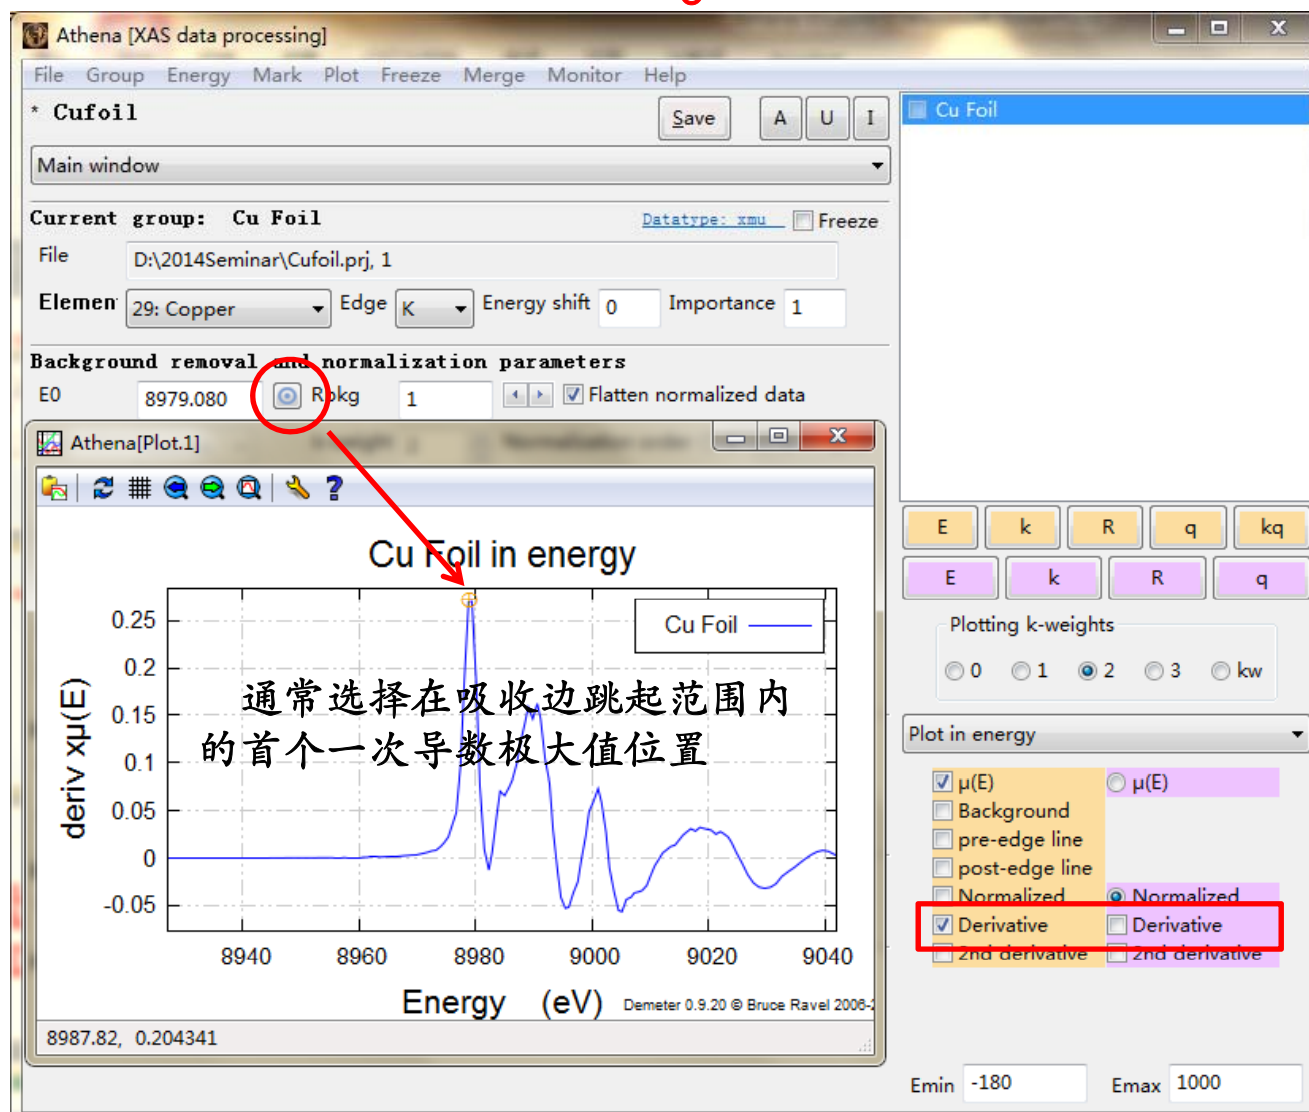 Athena [XAS data processing]
File Group Energy Mark Plot Freeze Merge Monitor Help
* Cufoil
Save A U I
Cu Foil
Main window
Current group: Cu Foil
Datatype: xmu
Freeze
File D:\2014Seminar\Cufoil.prj, 1
Elemen 29: Copper Edge K Energy shift 0 Importance 1
Background removal and normalization parameters
E0 8979.080 Rbkg 1 Flatten normalized data
Athena[Plot.1]
Cu Foil in energy
Cu Foil
0.25
0.2
0.15
0.1
0.05
0
-0.05
deriv xμ(E)
通常选择在吸收边跳起范围内
的首个一次导数极大值位置
8940 8960 8980 9000 9020 9040
Energy (eV)
Demeter 0.9.20 © Bruce Ravel 2006-2
8987.82, 0.204341
E k R q kq
E k R q
Plotting k-weights
0 1 2 3 kw
Plot in energy
μ(E) μ(E)
Background
pre-edge line
post-edge line
Normalized Normalized
Derivative Derivative
2nd derivative 2nd derivative
Emin -180 Emax 1000